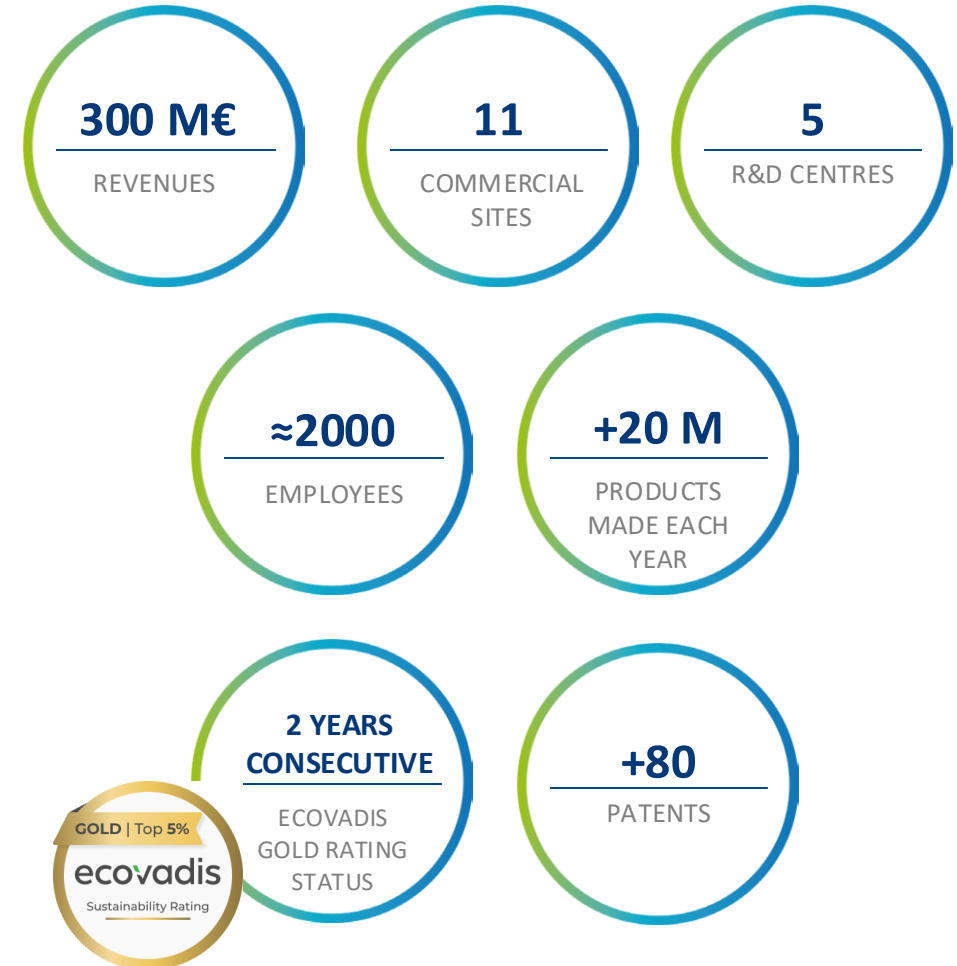 300 M€
REVENUES
11
COMMERCIAL
SITES
5
R&D CENTRES
≈2000
EMPLOYEES
+20 M
PRODUCTS
MADE EACH
YEAR
2 YEARS
CONSECUTIVE
ECOVADIS
GOLD RATING
STATUS
GOLD | Top 5%
ecovadis
Sustainability Rating
+80
PATENTS